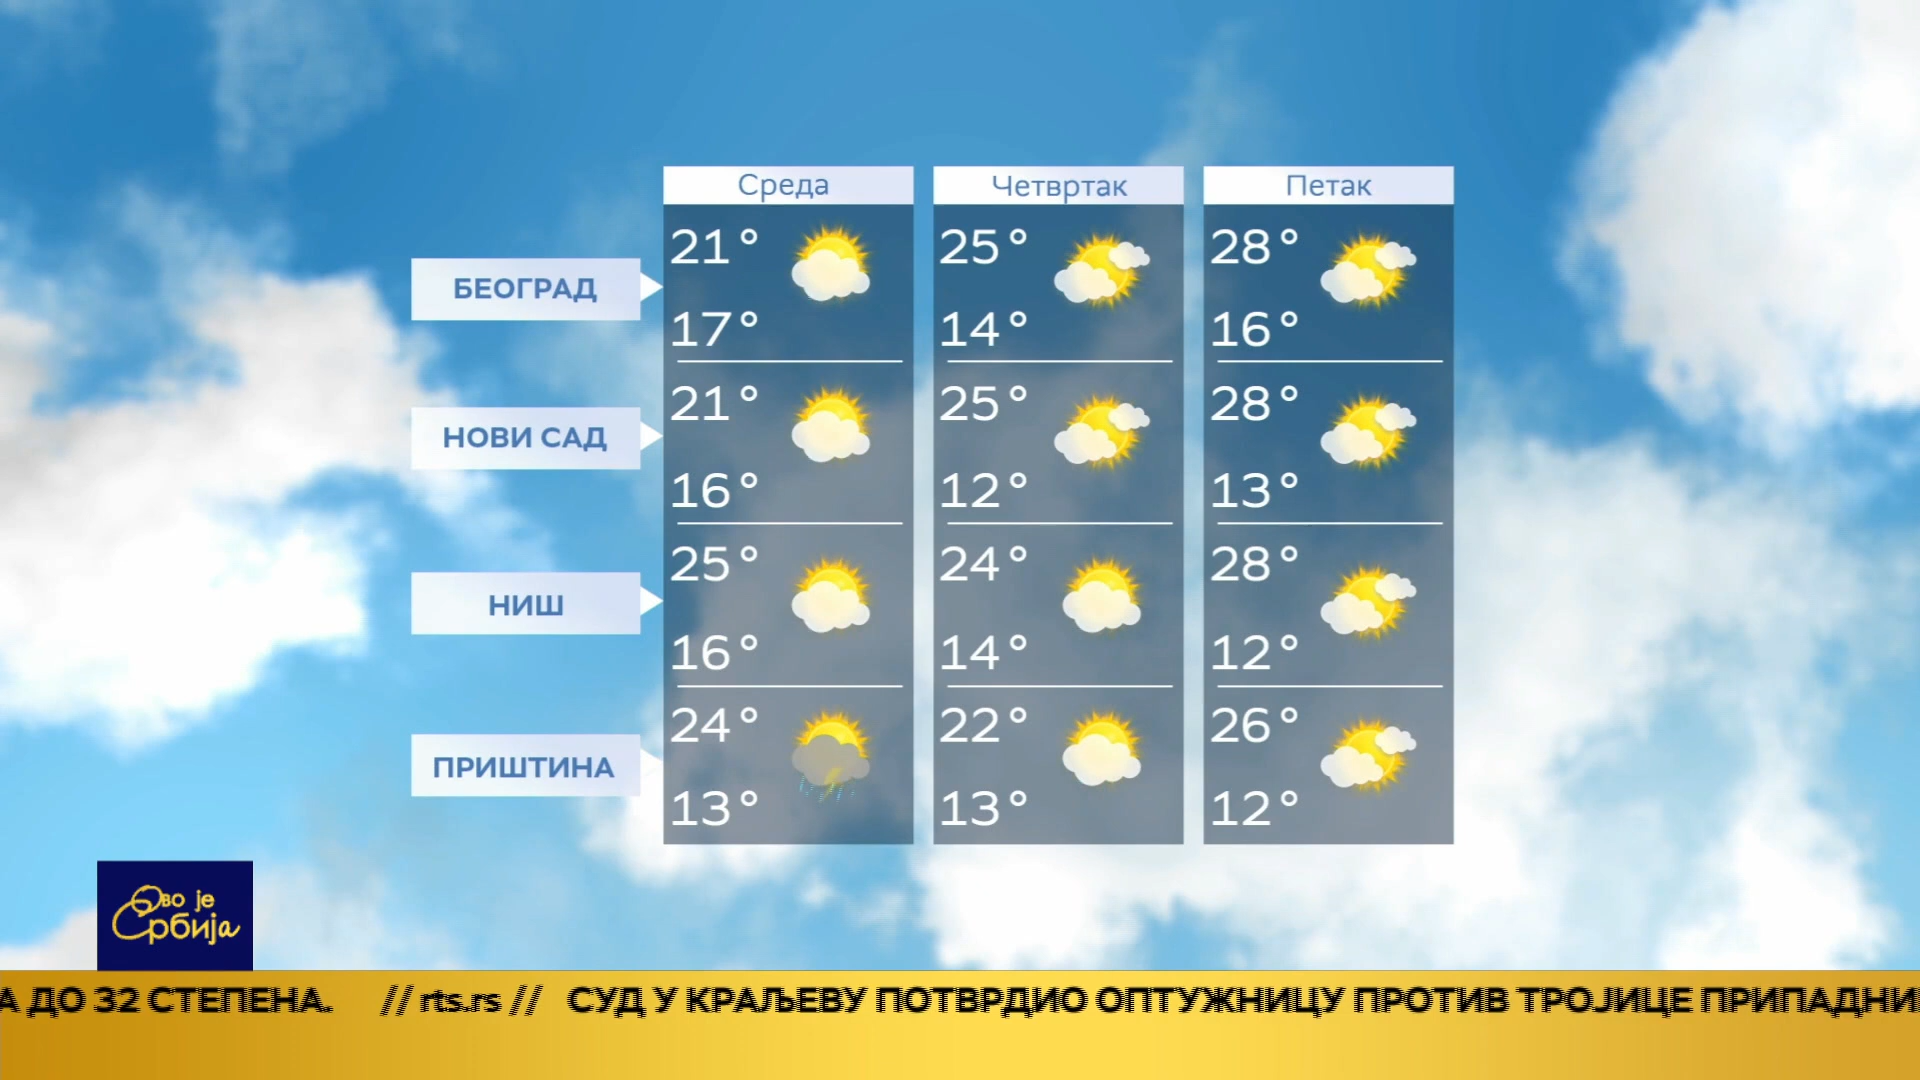 Среда Четвртак Петак
БЕОГРАД 21° 25° 28°
17° 14° 16°
НОВИ САД 21° 25° 28°
16° 12° 13°
НИШ 25° 24° 28°
16° 14° 12°
ПРИШТИНА 24° 22° 26°
13° 13° 12°
Ово је
Србија
А ДО 32 СТЕПЕНА. // rts.rs // СУД У КРАЉЕВУ ПОТВРДИО ОПТУЖНИЦУ ПРОТИВ ТРОЈИЦЕ ПРИПАДНИ